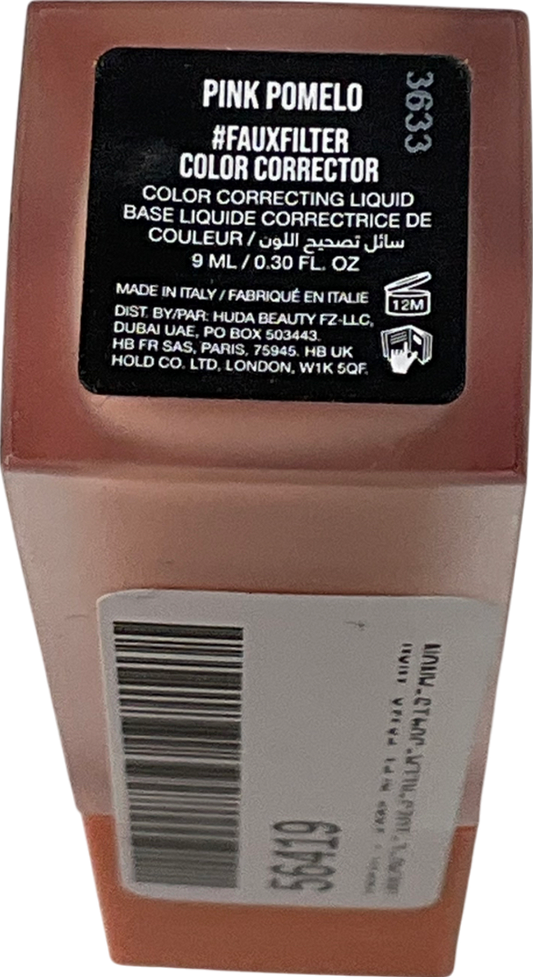 PINK POMELO
3633
#FAUXFILTER
COLOR CORRECTOR
COLOR CORRECTING LIQUID
BASE LIQUIDE CORRECTRICE DE
COULEUR / سائل تصحيح اللون
9 ML / 0.30 FL. OZ
MADE IN ITALY / FABRIQUÉ EN ITALIE
12M
DIST. BY/PAR: HUDA BEAUTY FZ-LLC,
DUBAI UAE, PO BOX 503443.
HB FR SAS, PARIS, 75945. HB UK
HOLD CO. LTD, LONDON, W1K 5QF.
56419